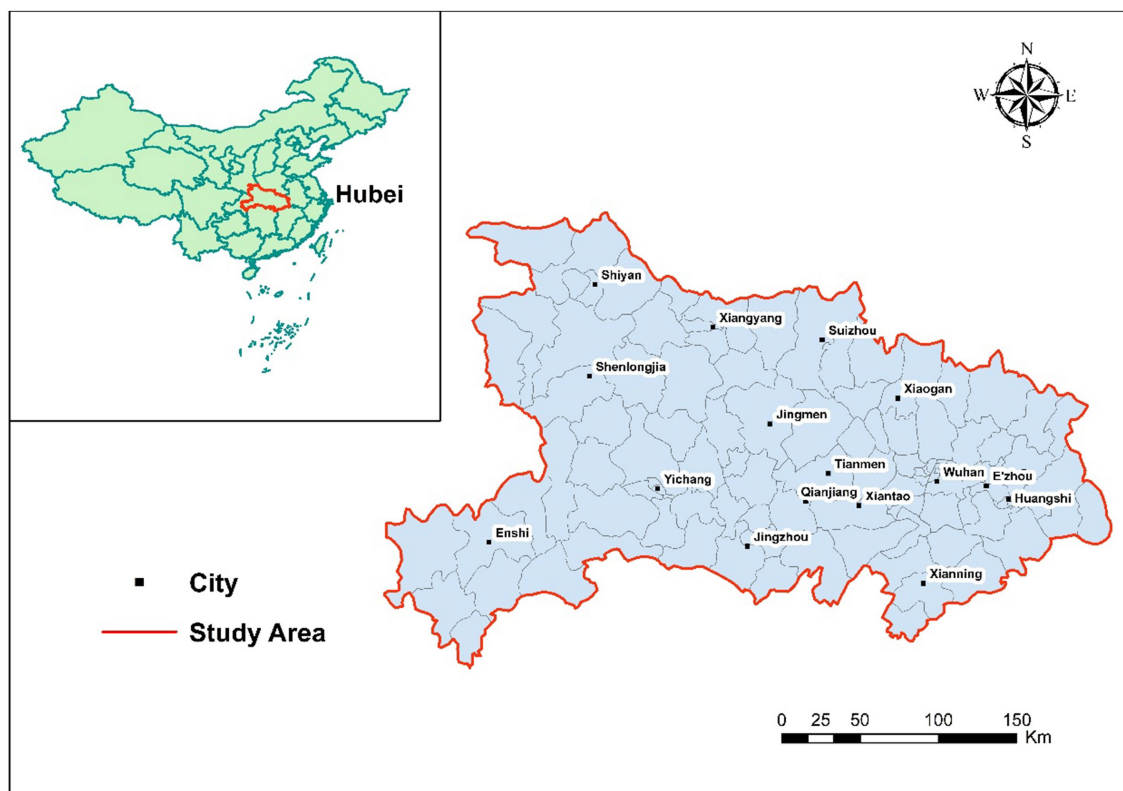 Hubei
N
W E
S
Shiyan
Xiangyang
Suizhou
Shenlongjia
Xiaogan
Jingmen
Tianmen
Wuhan
E'zhou
Yichang
Qianjiang
Xiantao
Huangshi
Enshi
Jingzhou
Xianning
City
Study Area
0 25 50 100 150
Km